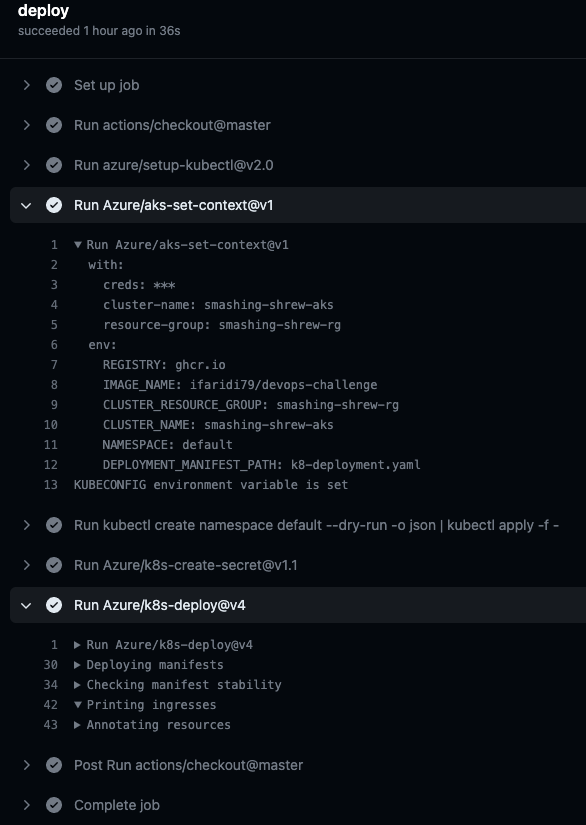 deploy
succeeded 1 hour ago in 36s
Set up job
Run actions/checkout@master
Run azure/setup-kubectl@v2.0
Run Azure/aks-set-context@v1
1 Run Azure/aks-set-context@v1
2 with:
3 creds: ***
4 cluster-name: smashing-shrew-aks
5 resource-group: smashing-shrew-rg
6 env:
7 REGISTRY: ghcr.io
8 IMAGE_NAME: ifaridi79/devops-challenge
9 CLUSTER_RESOURCE_GROUP: smashing-shrew-rg
10 CLUSTER_NAME: smashing-shrew-aks
11 NAMESPACE: default
12 DEPLOYMENT_MANIFEST_PATH: k8-deployment.yaml
13 KUBECONFIG environment variable is set
Run kubectl create namespace default --dry-run -o json | kubectl apply -f -
Run Azure/k8s-create-secret@v1.1
Run Azure/k8s-deploy@v4
1 Run Azure/k8s-deploy@v4
30 Deploying manifests
34 Checking manifest stability
42 Printing ingresses
43 Annotating resources
Post Run actions/checkout@master
Complete job